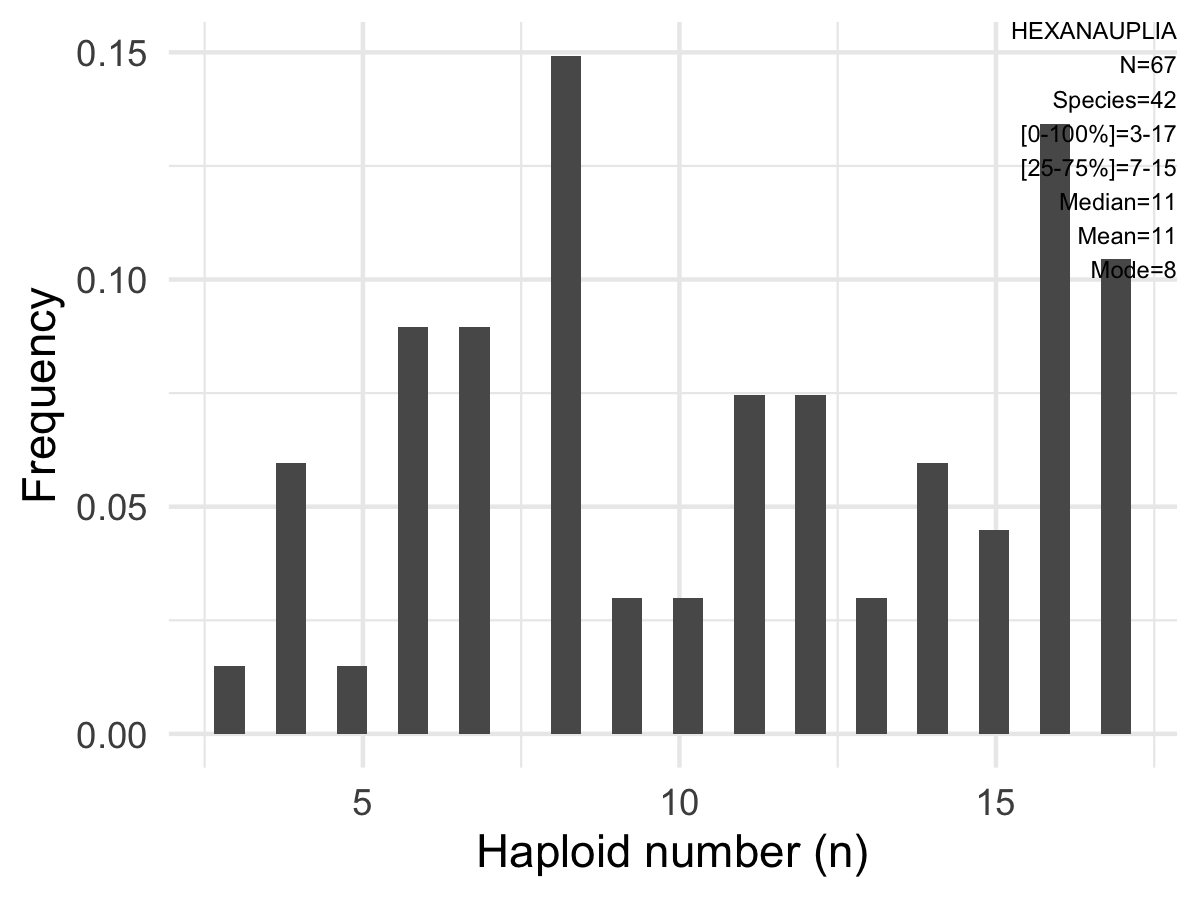 HEXANAUPLIA
N=67
Species=42
[0-100%]=3-17
[25-75%]=7-15
Median=11
Mean=11
Mode=8
0.15
0.10
0.05
0.00
Frequency
5 10 15
Haploid number (n)